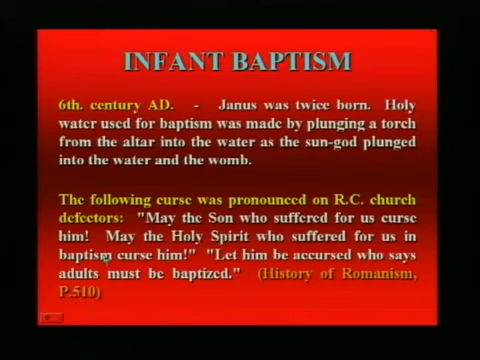 INFANT BAPTISM
6th. century AD. - Janus was twice born. Holy
water used for baptism was made by plunging a torch
from the altar into the water as the sun-god plunged
into the water and the womb.
The following curse was pronounced on R.C. church
defectors: "May the Son who suffered for us curse
him! May the Holy Spirit who suffered for us in
baptism curse him!" "Let him be accursed who says
adults must be baptized." (History of Romanism,
P.510)